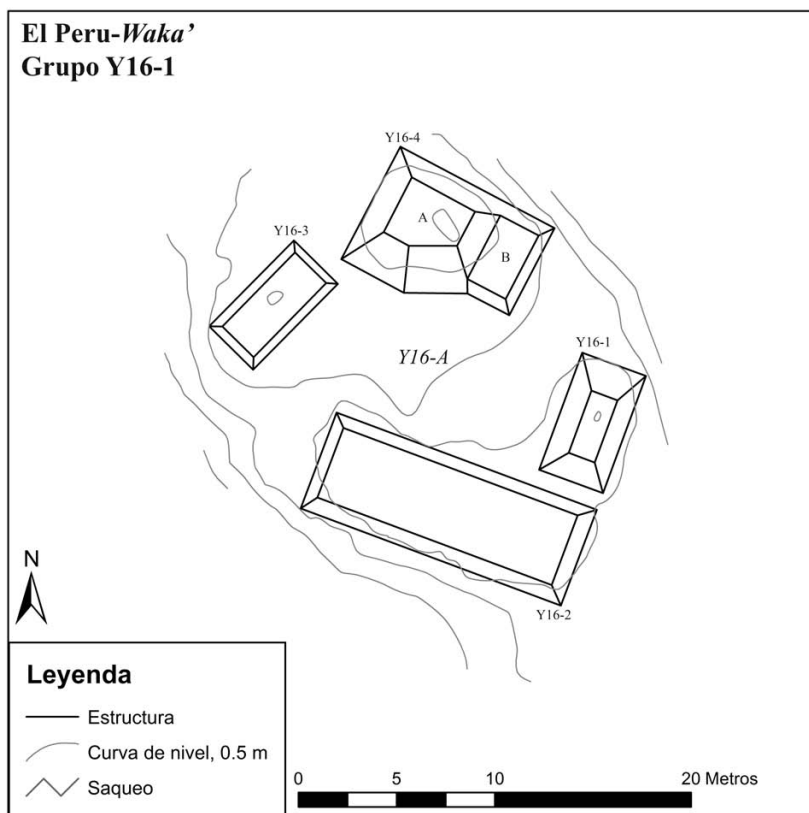 El Peru-Waka’
Grupo Y16-1
Y16-4
A
B
Y16-3
Y16-1
Y16-A
Y16-2
N
Leyenda
Estructura
Curva de nivel, 0.5 m
Saqueo
0 5 10 20 Metros